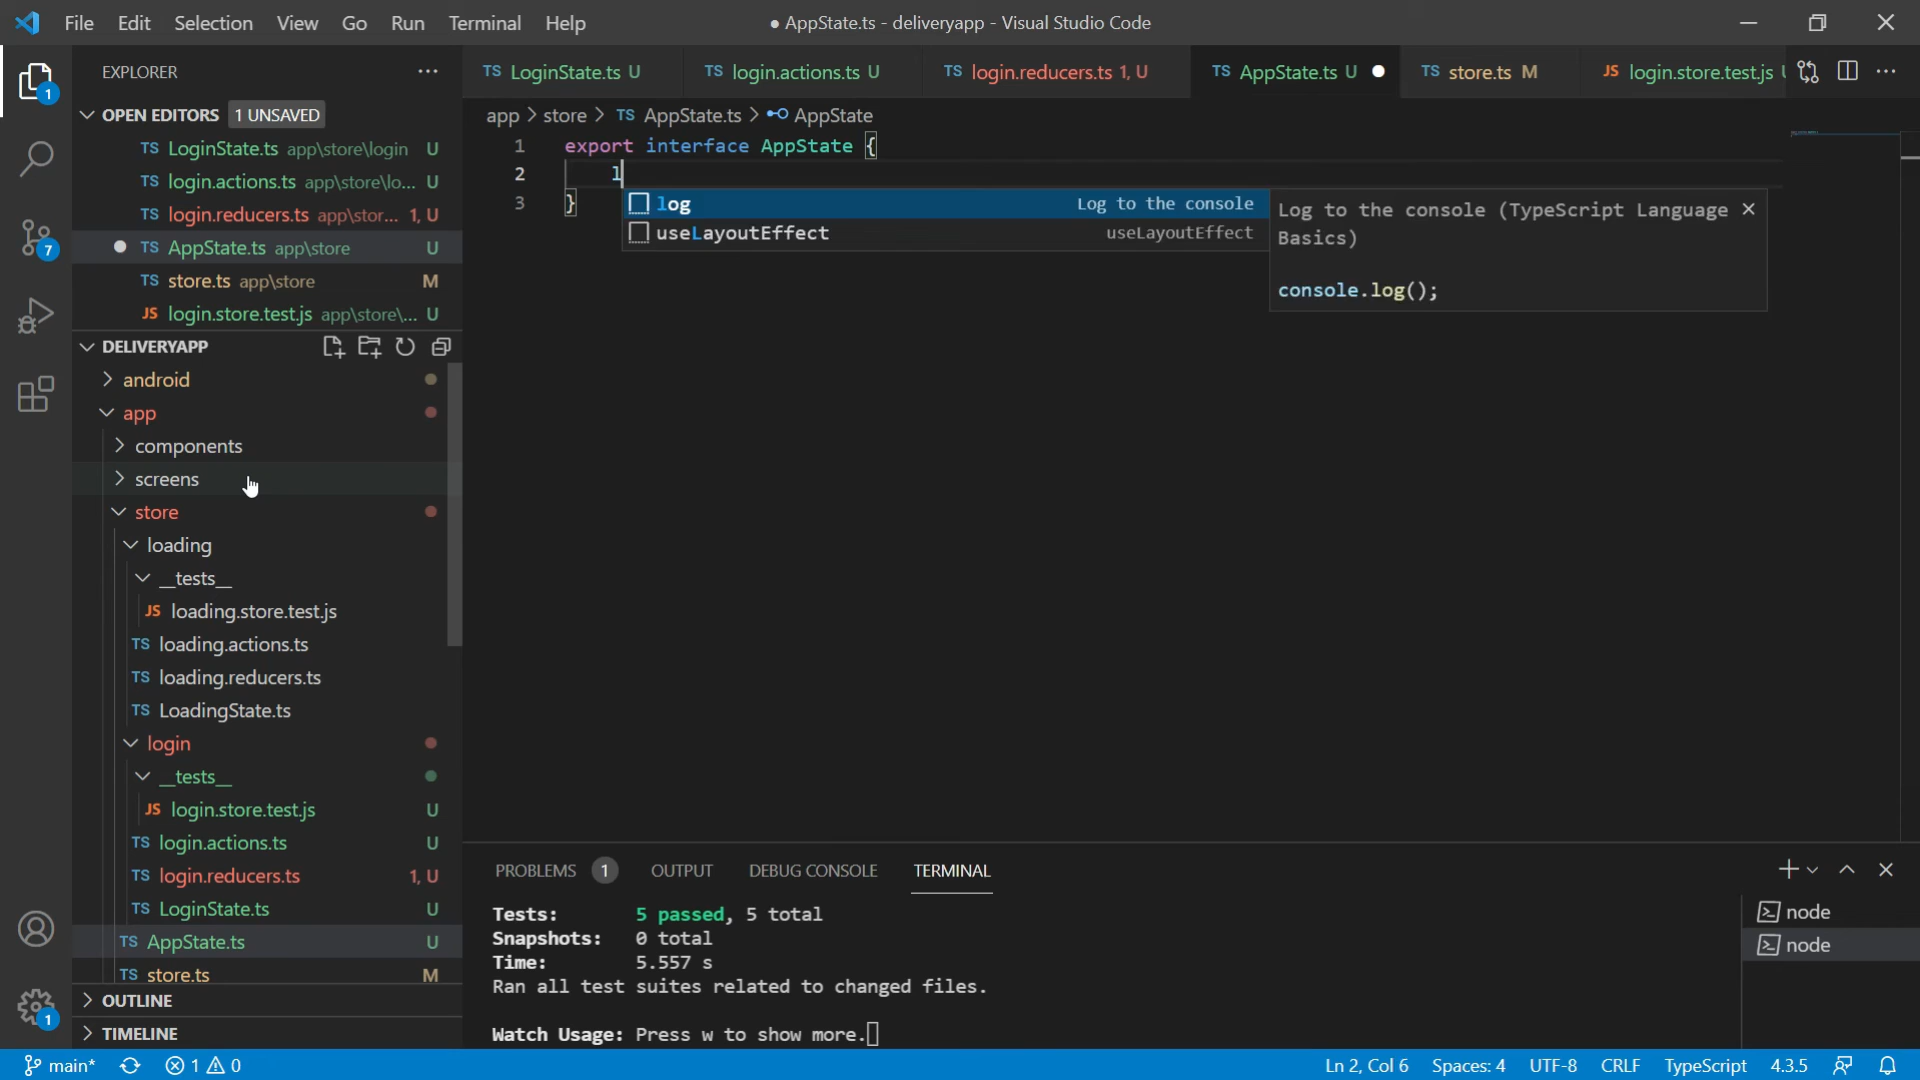 File Edit Selection View Go Run Terminal Help
● AppState.ts - deliveryapp - Visual Studio Code
EXPLORER
OPEN EDITORS 1 UNSAVED
TS LoginState.ts app\store\login U
TS login.actions.ts app\store\lo... U
TS login.reducers.ts app\stor... 1, U
● TS AppState.ts app\store U
TS store.ts app\store M
JS login.store.test.js app\store\... U
DELIVERYAPP
android
app
components
screens
store
loading
__tests__
JS loading.store.test.js
TS loading.actions.ts
TS loading.reducers.ts
TS LoadingState.ts
login
__tests__
JS login.store.test.js U
TS login.actions.ts U
TS login.reducers.ts 1, U
TS LoginState.ts U
TS AppState.ts U
TS store.ts M
OUTLINE
TIMELINE
1
7
1
TS LoginState.ts U TS login.actions.ts U TS login.reducers.ts 1, U TS AppState.ts U ● TS store.ts M JS login.store.test.js
app > store > TS AppState.ts > AppState
1 export interface AppState {
2 l
3 }
log Log to the console
useLayoutEffect useLayoutEffect
Log to the console (TypeScript Language
Basics)
console.log();
PROBLEMS 1 OUTPUT DEBUG CONSOLE TERMINAL
Tests: 5 passed, 5 total
Snapshots: 0 total
Time: 5.557 s
Ran all test suites related to changed files.
Watch Usage: Press w to show more.
node
node
main* 1 0
Ln 2, Col 6 Spaces: 4 UTF-8 CRLF TypeScript 4.3.5